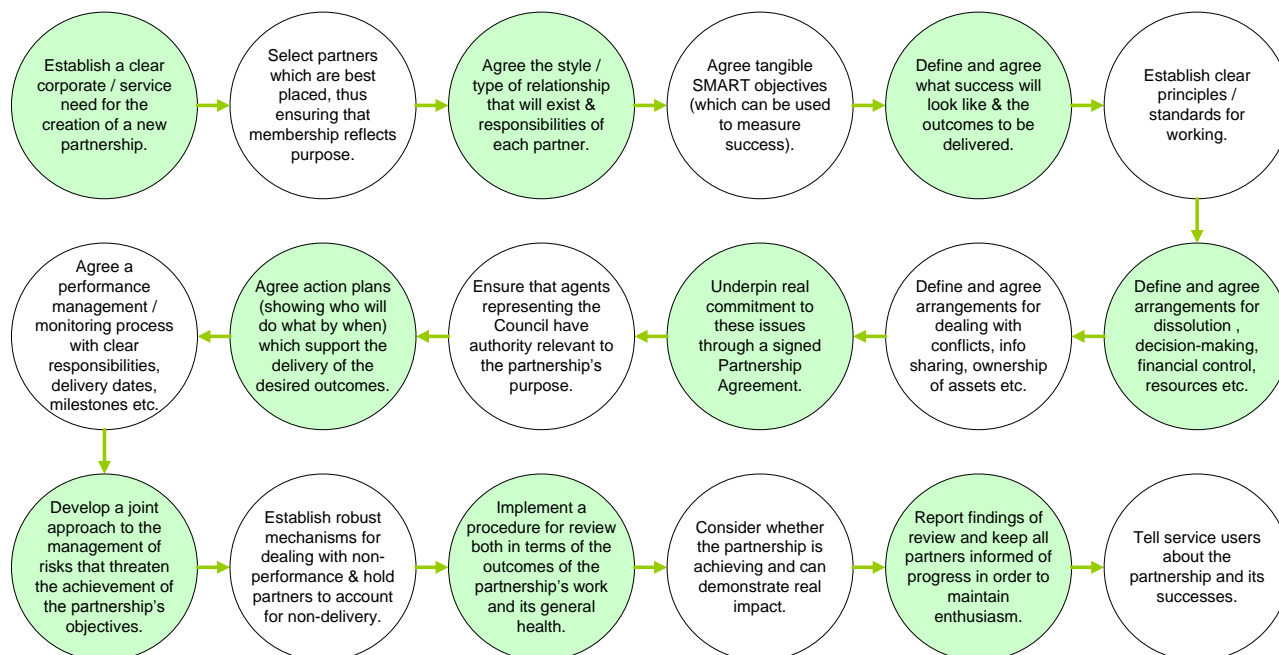 Establish a clear
corporate / service
need for the
creation of a new
partnership.
Select partners
which are best
placed, thus
ensuring that
membership reflects
purpose.
Agree the style /
type of relationship
that will exist &
responsibilities of
each partner.
Agree tangible
SMART objectives
(which can be used
to measure
success).
Define and agree
what success will
look like & the
outcomes to be
delivered.
Establish clear
principles /
standards for
working.
Define and agree
arrangements for
dissolution ,
decision-making,
financial control,
resources etc.
Define and agree
arrangements for
dealing with
conflicts, info
sharing, ownership
of assets etc.
Underpin real
commitment to
these issues
through a signed
Partnership
Agreement.
Ensure that agents
representing the
Council have
authority relevant to
the partnership's
purpose.
Agree action plans
(showing who will
do what by when)
which support the
delivery of the
desired outcomes.
Agree a
performance
management /
monitoring process
with clear
responsibilities,
delivery dates,
milestones etc.
Develop a joint
approach to the
management of
risks that threaten
the achievement of
the partnership's
objectives.
Establish robust
mechanisms for
dealing with non-
performance & hold
partners to account
for non-delivery.
Implement a
procedure for review
both in terms of the
outcomes of the
partnership's work
and its general
health.
Consider whether
the partnership is
achieving and can
demonstrate real
impact.
Report findings of
review and keep all
partners informed of
progress in order to
maintain
enthusiasm.
Tell service users
about the
partnership and its
successes.